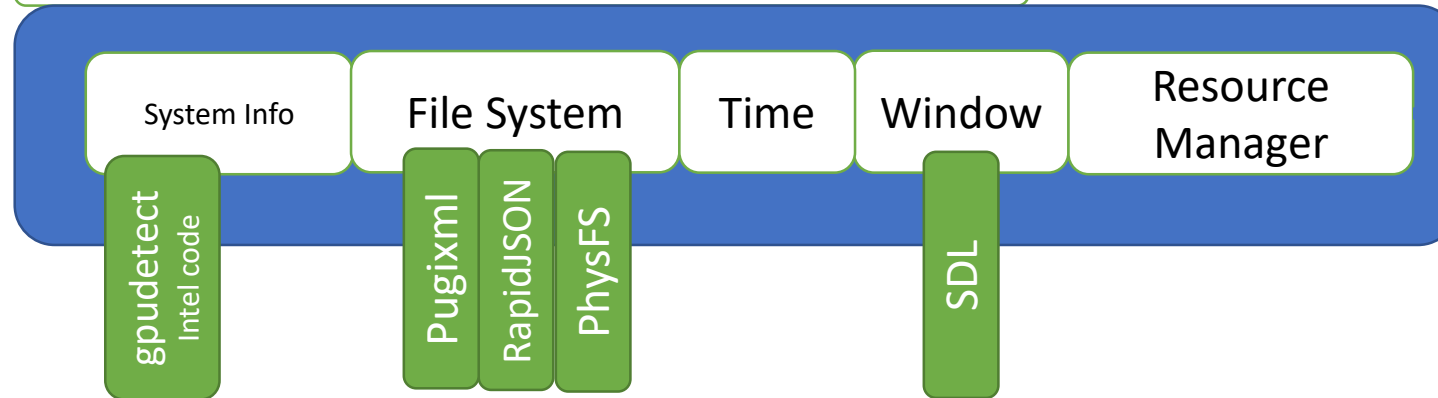 System Info
File System
Time
Window
Resource
Manager
gpudetect
Intel code
Pugixml
RapidJSON
PhysFS
SDL